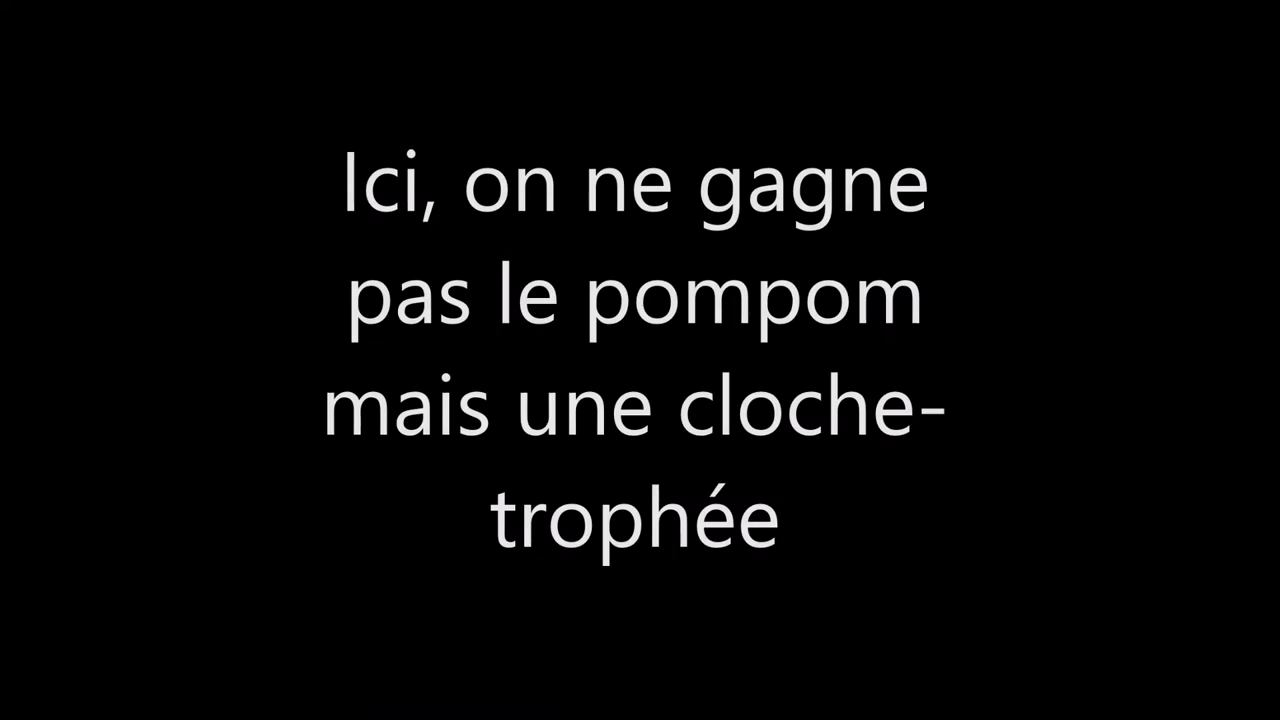 Ici, on ne gagne
pas le pompom
mais une cloche-
trophée